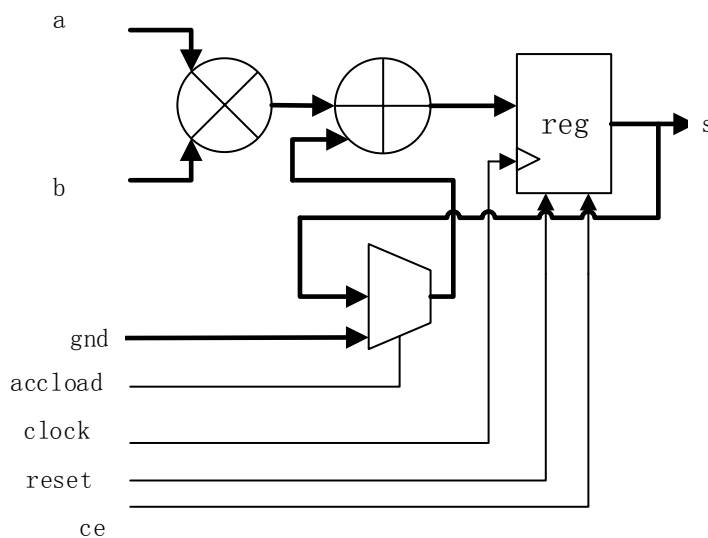 a
reg
s
b
gnd
accload
clock
reset
ce